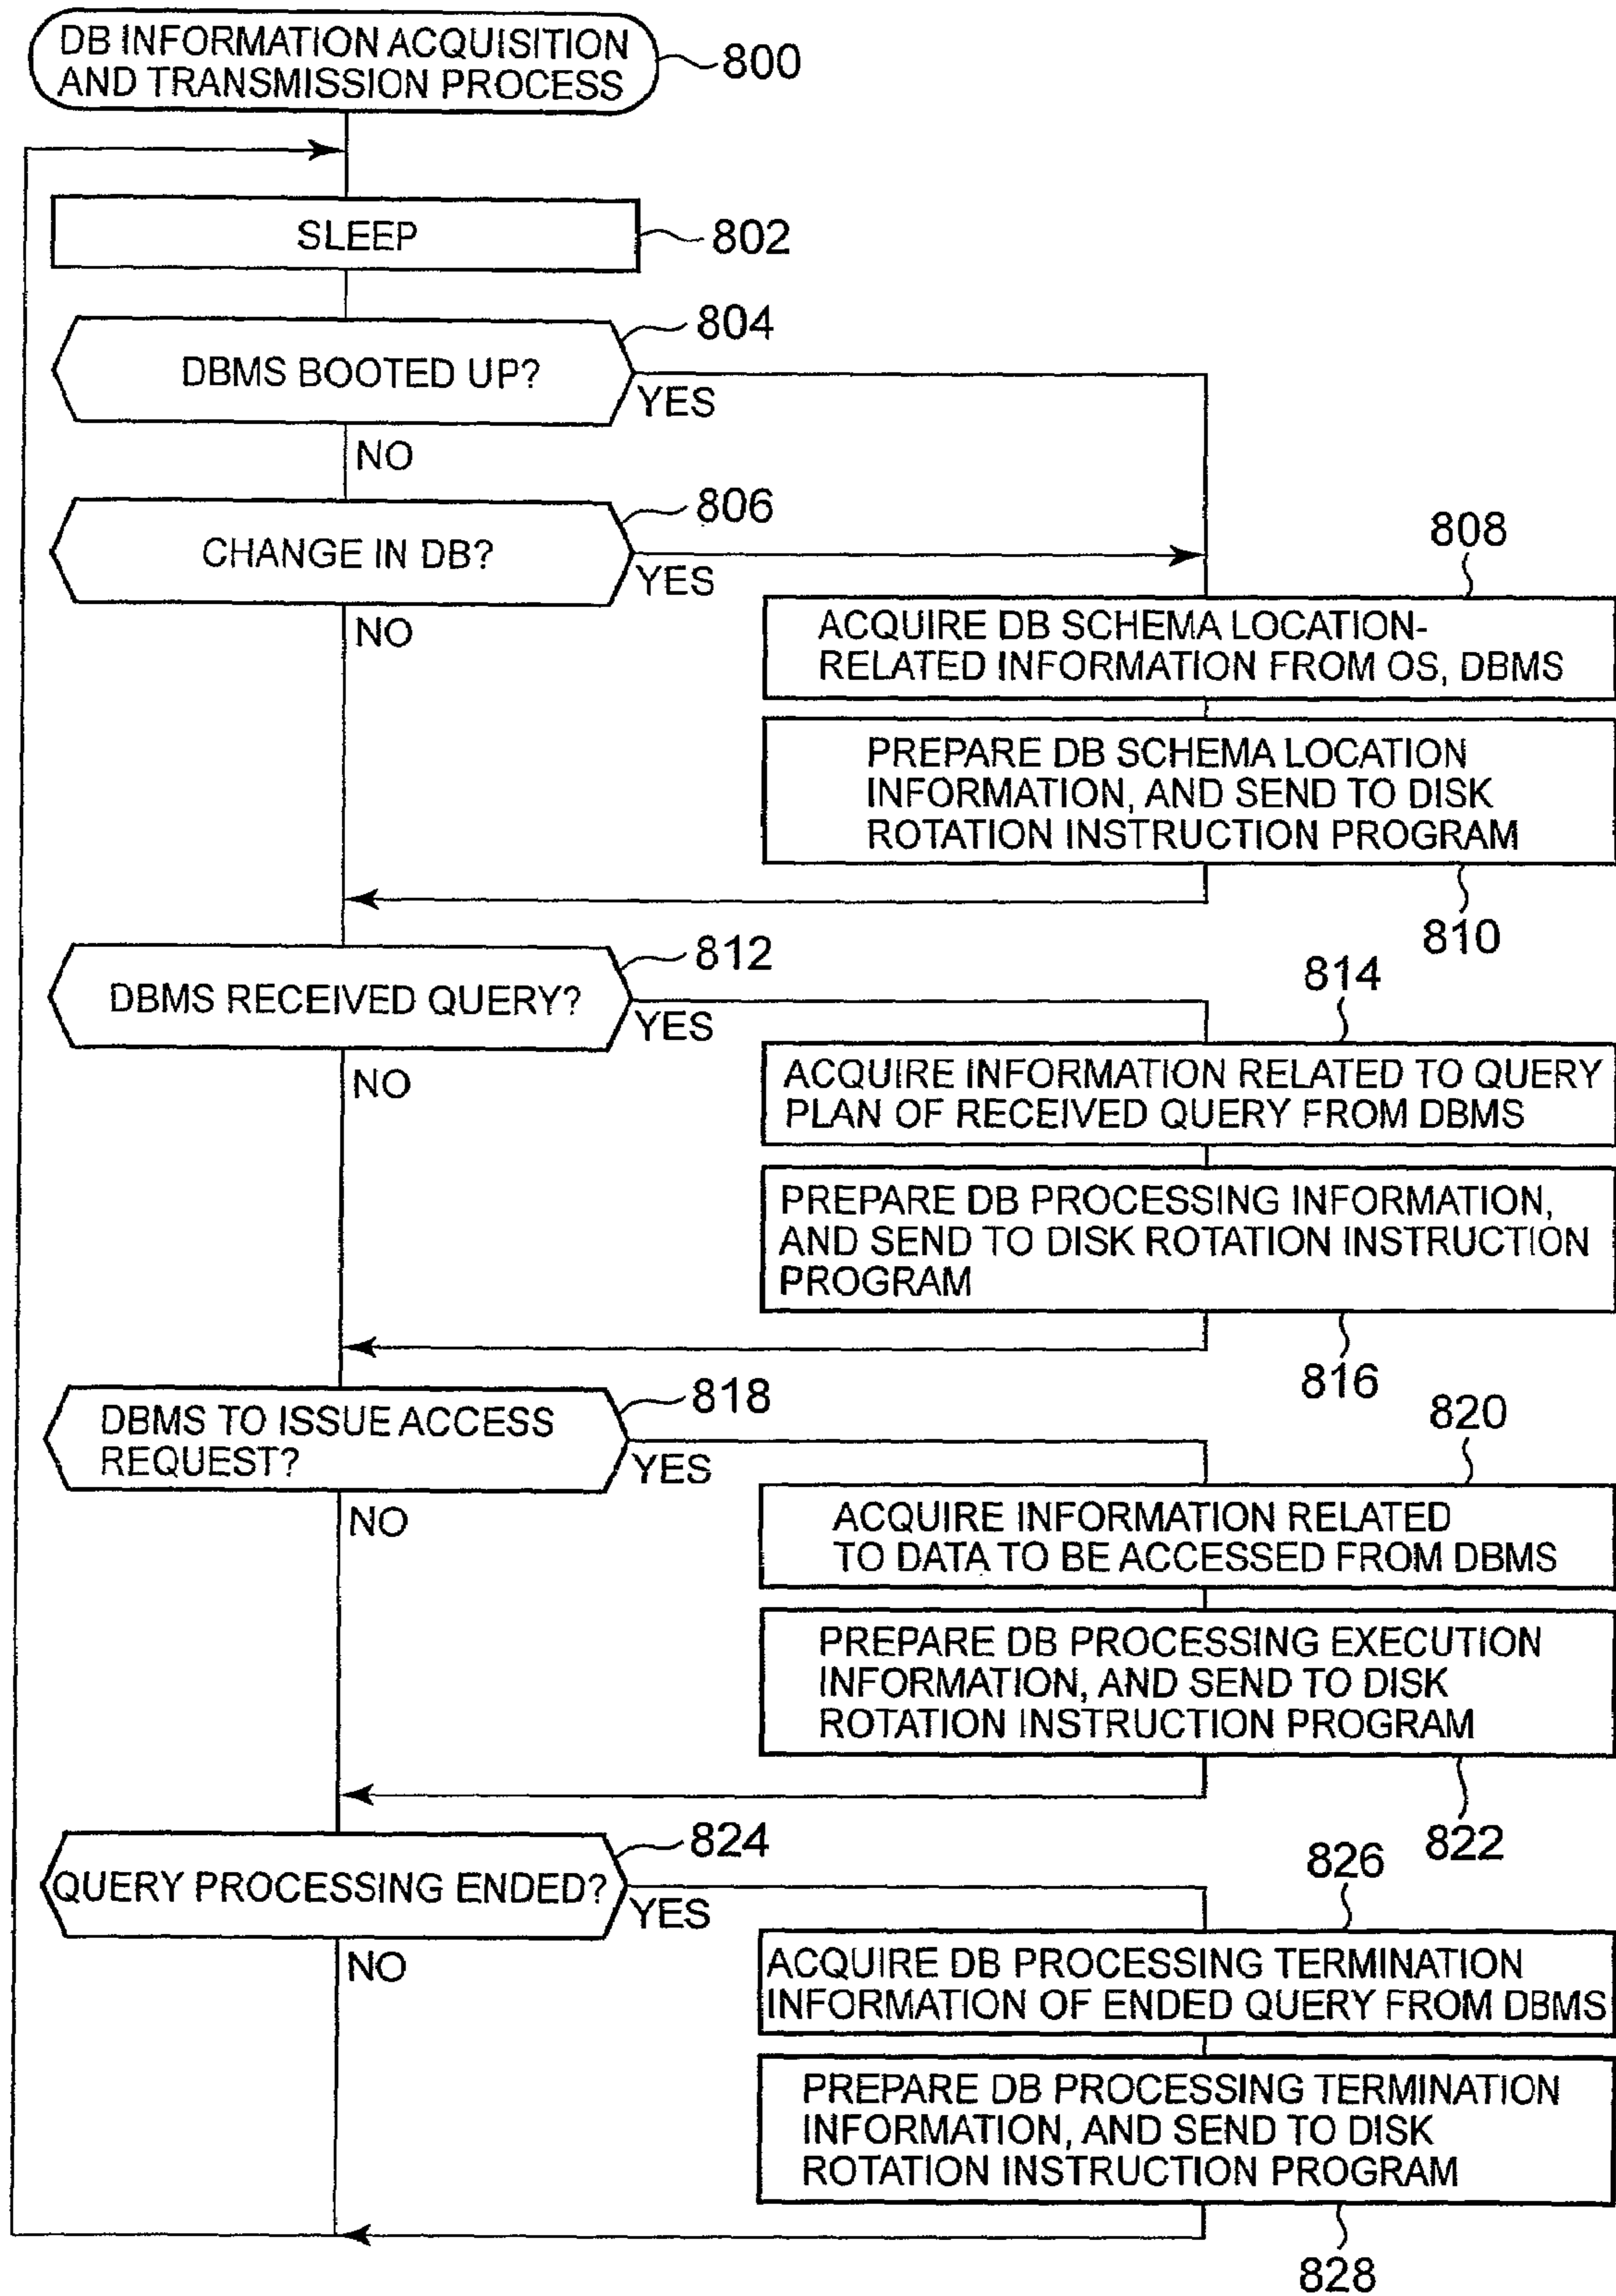 DB INFORMATION ACQUISITION
AND TRANSMISSION PROCESS
800
SLEEP
802
DBMS BOOTED UP?
804
YES
NO
CHANGE IN DB?
806
YES
NO
808
ACQUIRE DB SCHEMA LOCATION-
RELATED INFORMATION FROM OS, DBMS
PREPARE DB SCHEMA LOCATION
INFORMATION, AND SEND TO DISK
ROTATION INSTRUCTION PROGRAM
810
DBMS RECEIVED QUERY?
812
YES
NO
814
ACQUIRE INFORMATION RELATED TO QUERY
PLAN OF RECEIVED QUERY FROM DBMS
PREPARE DB PROCESSING INFORMATION,
AND SEND TO DISK ROTATION INSTRUCTION
PROGRAM
816
DBMS TO ISSUE ACCESS
REQUEST?
818
YES
NO
820
ACQUIRE INFORMATION RELATED
TO DATA TO BE ACCESSED FROM DBMS
PREPARE DB PROCESSING EXECUTION
INFORMATION, AND SEND TO DISK
ROTATION INSTRUCTION PROGRAM
822
QUERY PROCESSING ENDED?
824
YES
NO
826
ACQUIRE DB PROCESSING TERMINATION
INFORMATION OF ENDED QUERY FROM DBMS
PREPARE DB PROCESSING TERMINATION
INFORMATION, AND SEND TO DISK
ROTATION INSTRUCTION PROGRAM
828